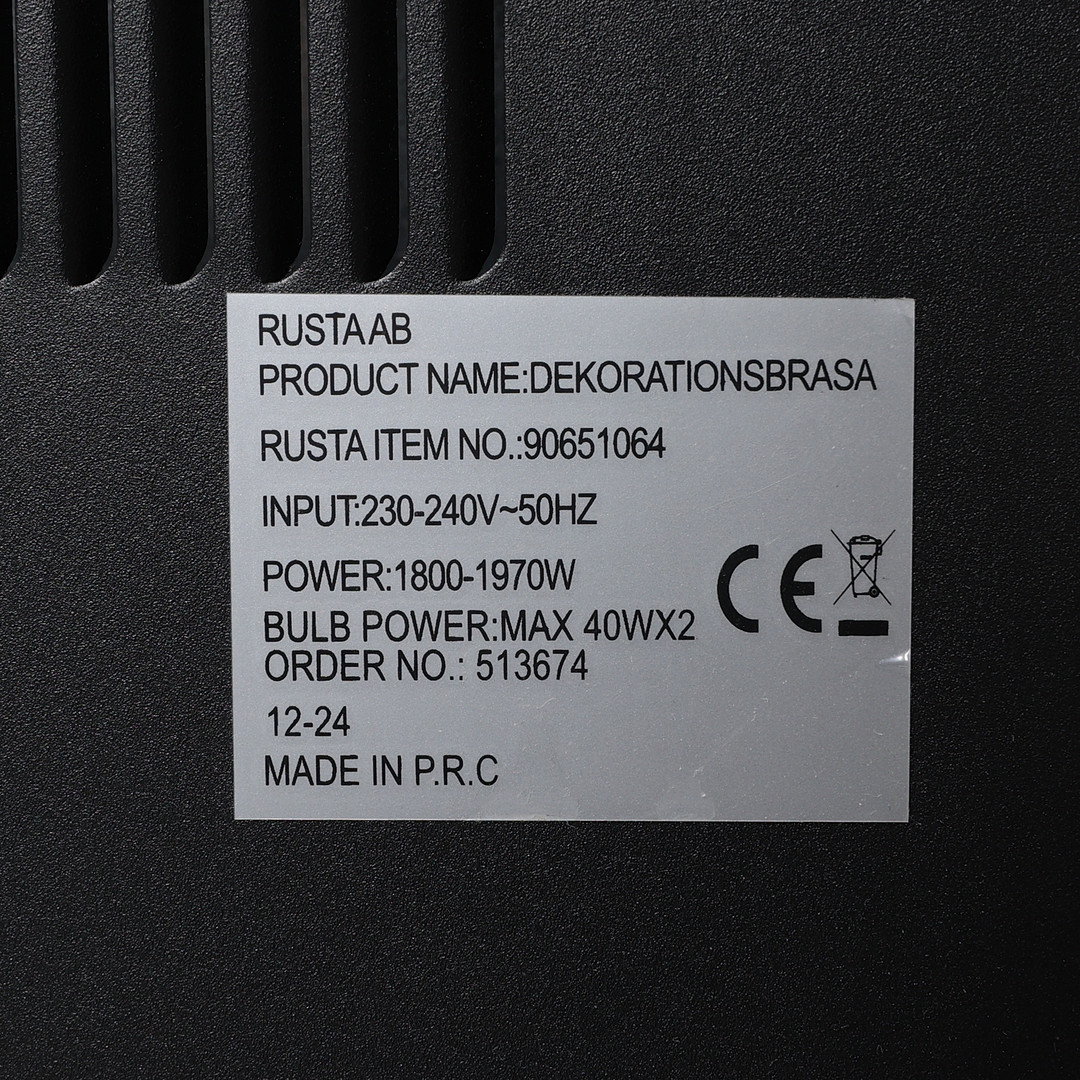 RUSTA AB
PRODUCT NAME:DEKORATIONSBRASA
RUSTA ITEM NO.:90651064
INPUT:230-240V~50HZ
POWER:1800-1970W
BULB POWER:MAX 40WX2
ORDER NO.: 513674
12-24
MADE IN P.R.C
CE